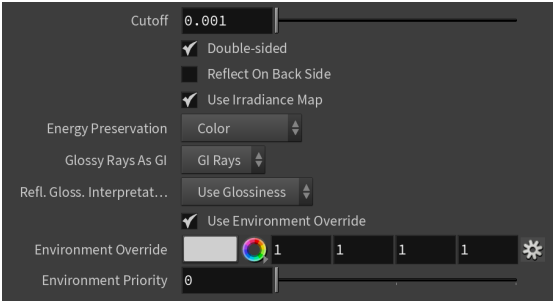 Cutoff 0.001
Double-sided
Reflect On Back Side
Use Irradiance Map
Energy Preservation Color
Glossy Rays As GI GI Rays
Refl. Gloss. Interpretat... Use Glossiness
Use Environment Override
Environment Override 1 1 1 1
Environment Priority 0